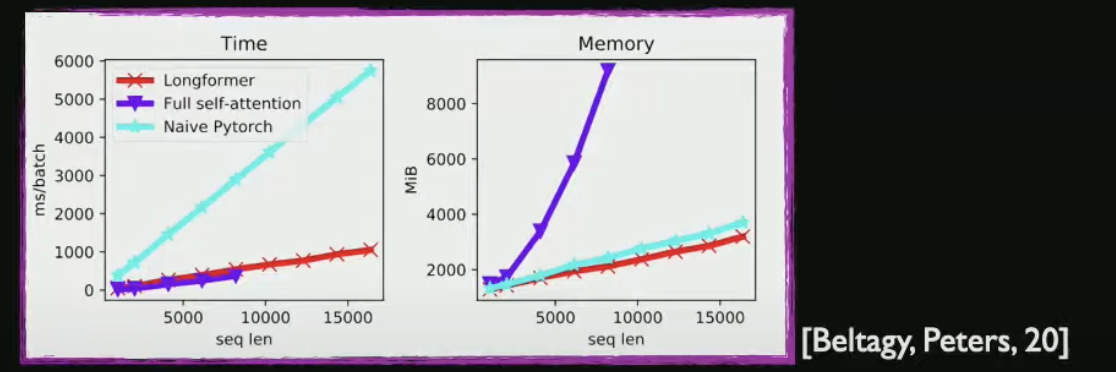 Time
6000
5000
4000
3000
2000
1000
0
ms/batch
Longformer
Full self-attention
Naive Pytorch
5000
10000
15000
seq len
Memory
8000
6000
4000
2000
MiB
5000
10000
15000
seq len
[Beltagy, Peters, 20]